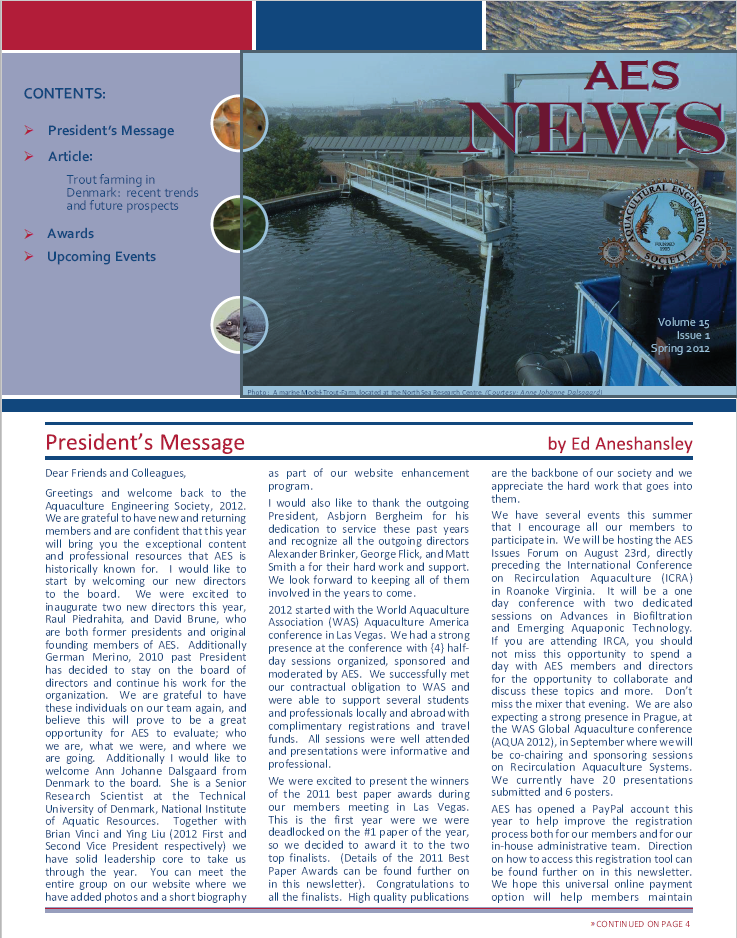 CONTENTS:
President's Message
Article:
Trout farming in
Denmark: recent trends
and future prospects
Awards
Upcoming Events
AES
NEWS
AQUACULTURAL ENGINEERING
SOCIETY
FOUNDED
Volume 15
Issue 1
Spring 2012
Photo: A marine Model-Trout-Farm, located at the North Sea Research Centre. (Courtesy: Anne Johanne Dalsgaard)
President's Message
by Ed Aneshansley
Dear Friends and Colleagues,
Greetings and welcome back to the
Aquaculture Engineering Society, 2012.
We are grateful to have new and returning
members and are confident that this year
will bring you the exceptional content
and professional resources that AES is
historically known for. I would like to
start by welcoming our new directors
to the board. We were excited to
inaugurate two new directors this year,
Raul Piedrahita, and David Brune, who
are both former presidents and original
founding members of AES. Additionally
German Merino, 2010 past President
has decided to stay on the board of
directors and continue his work for the
organization. We are grateful to have
these individuals on our team again, and
believe this will prove to be a great
opportunity for AES to evaluate; who
we are, what we were, and where we
are going. Additionally I would like to
welcome Ann Johanne Dalsgaard from
Denmark to the board. She is a Senior
Research Scientist at the Technical
University of Denmark, National Institute
of Aquatic Resources. Together with
Brian Vinci and Ying Liu (2012 First and
Second Vice President respectively) we
have solid leadership core to take us
through the year. You can meet the
entire group on our website where we
have added photos and a short biography
as part of our website enhancement
program.
I would also like to thank the outgoing
President, Asbjorn Bergheim for his
dedication to service these past years
and recognize all the outgoing directors
Alexander Brinker, George Flick, and Matt
Smith a for their hard work and support.
We look forward to keeping all of them
involved in the years to come.
2012 started with the World Aquaculture
Association (WAS) Aquaculture America
conference in Las Vegas. We had a strong
presence at the conference with {4} half-
day sessions organized, sponsored and
moderated by AES. We successfully met
our contractual obligation to WAS and
were able to support several students
and professionals locally and abroad with
complimentary registrations and travel
funds. All sessions were well attended
and presentations were informative and
professional.
We were excited to present the winners
of the 2011 best paper awards during
our members meeting in Las Vegas.
This is the first year were we were
deadlocked on the #1 paper of the year,
so we decided to award it to the two
top finalists. (Details of the 2011 Best
Paper Awards can be found further on
in this newsletter). Congratulations to
all the finalists. High quality publications
are the backbone of our society and we
appreciate the hard work that goes into
them.
We have several events this summer
that I encourage all our members to
participate in. We will be hosting the AES
Issues Forum on August 23rd, directly
preceding the International Conference
on Recirculation Aquaculture (ICRA)
in Roanoke Virginia. It will be a one
day conference with two dedicated
sessions on Advances in Biofiltration
and Emerging Aquaponic Technology.
If you are attending IRCA, you should
not miss this opportunity to spend a
day with AES members and directors
for the opportunity to collaborate and
discuss these topics and more. Don't
miss the mixer that evening. We are also
expecting a strong presence in Prague, at
the WAS Global Aquaculture conference
(AQUA 2012), in September where we will
be co-chairing and sponsoring sessions
on Recirculation Aquaculture Systems.
We currently have 20 presentations
submitted and 6 posters.
AES has opened a PayPal account this
year to help improve the registration
process both for our members and for our
in-house administrative team. Direction
on how to access this registration tool can
be found further on in this newsletter.
We hope this universal online payment
option will help members maintain
»CONTINUED ON PAGE 4